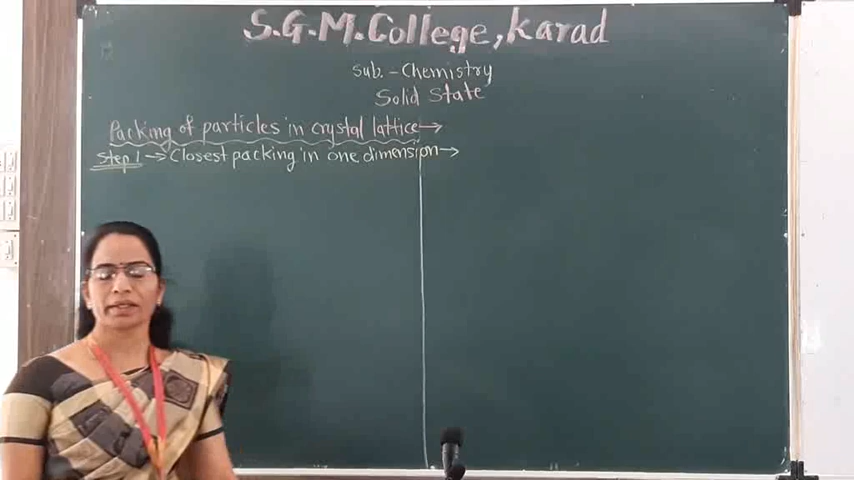 S.G.M. College, Karad
Sub. - Chemistry
Solid State
Packing of particles in crystal lattice →
Step 1 → Closest packing in one dimension →